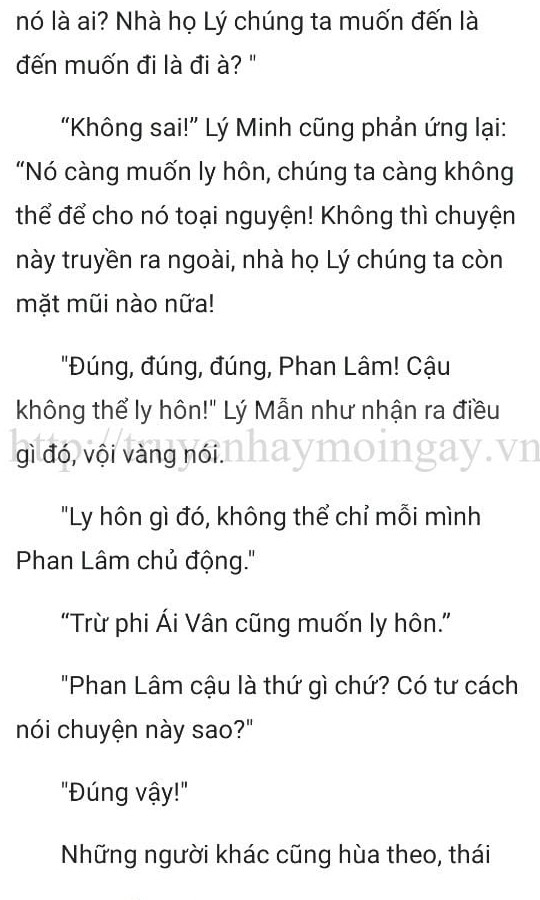 nó là ai? Nhà họ Lý chúng ta muốn đến là
đến muốn đi là đi à? "
“Không sai!” Lý Minh cũng phản ứng lại:
“Nó càng muốn ly hôn, chúng ta càng không
thể để cho nó toại nguyện! Không thì chuyện
này truyền ra ngoài, nhà họ Lý chúng ta còn
mặt mũi nào nữa!
"Đúng, đúng, đúng, Phan Lâm! Cậu
không thể ly hôn!" Lý Mẫn như nhận ra điều
gì đó, vội vàng nói.
http://truyenhaymoingay.vn
"Ly hôn gì đó, không thể chỉ mỗi mình
Phan Lâm chủ động."
“Trừ phi Ái Vân cũng muốn ly hôn.”
"Phan Lâm cậu là thứ gì chứ? Có tư cách
nói chuyện này sao?"
"Đúng vậy!"
Những người khác cũng hùa theo, thái